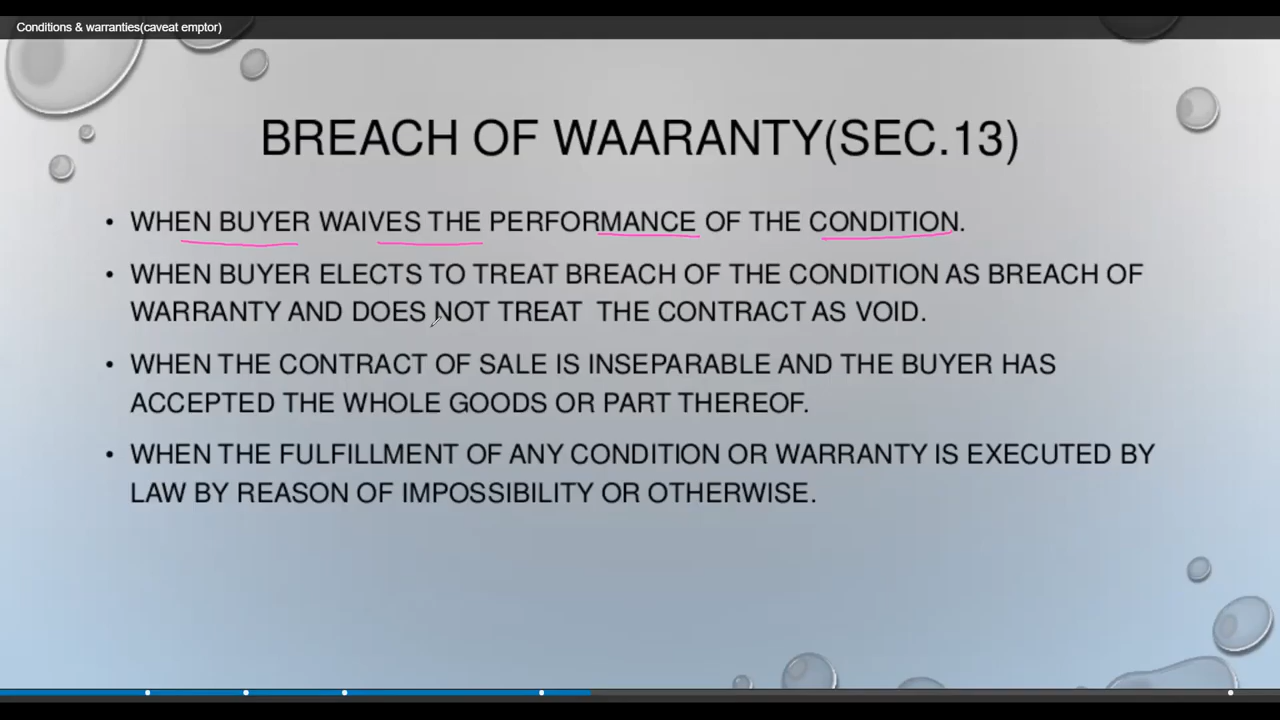 Conditions & warranties(caveat emptor)
BREACH OF WAARANTY(SEC.13)
• WHEN BUYER WAIVES THE PERFORMANCE OF THE CONDITION.
• WHEN BUYER ELECTS TO TREAT BREACH OF THE CONDITION AS BREACH OF
WARRANTY AND DOES NOT TREAT THE CONTRACT AS VOID.
• WHEN THE CONTRACT OF SALE IS INSEPARABLE AND THE BUYER HAS
ACCEPTED THE WHOLE GOODS OR PART THEREOF.
• WHEN THE FULFILLMENT OF ANY CONDITION OR WARRANTY IS EXECUTED BY
LAW BY REASON OF IMPOSSIBILITY OR OTHERWISE.